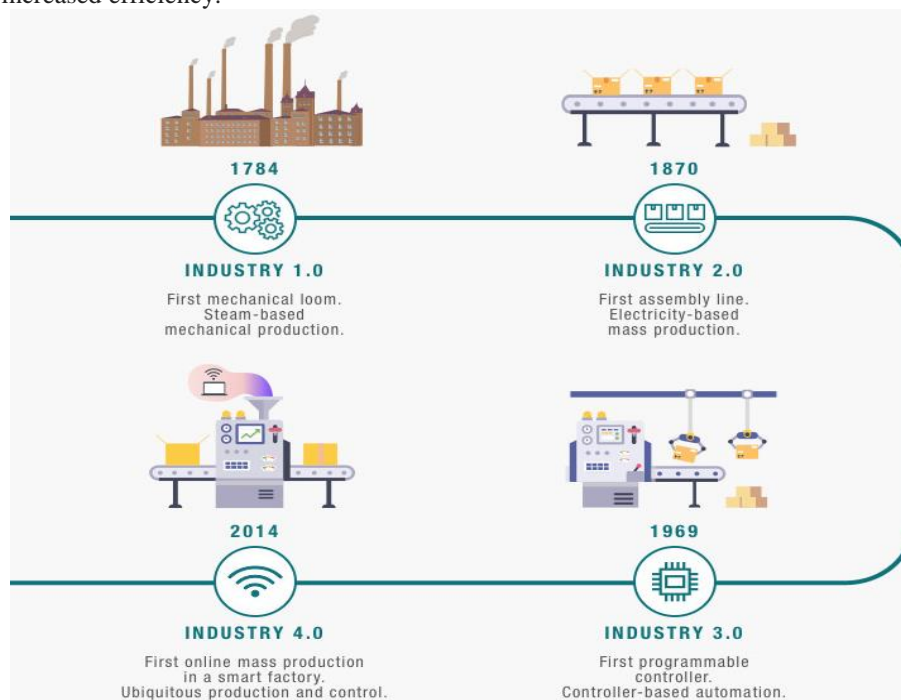 increased efficiency.
1784
INDUSTRY 1.0
First mechanical loom.
Steam-based
mechanical production.
1870
INDUSTRY 2.0
First assembly line.
Electricity-based
mass production.
1969
INDUSTRY 3.0
First programmable
controller.
Controller-based automation.
2014
INDUSTRY 4.0
First online mass production
in a smart factory.
Ubiquitous production and control.